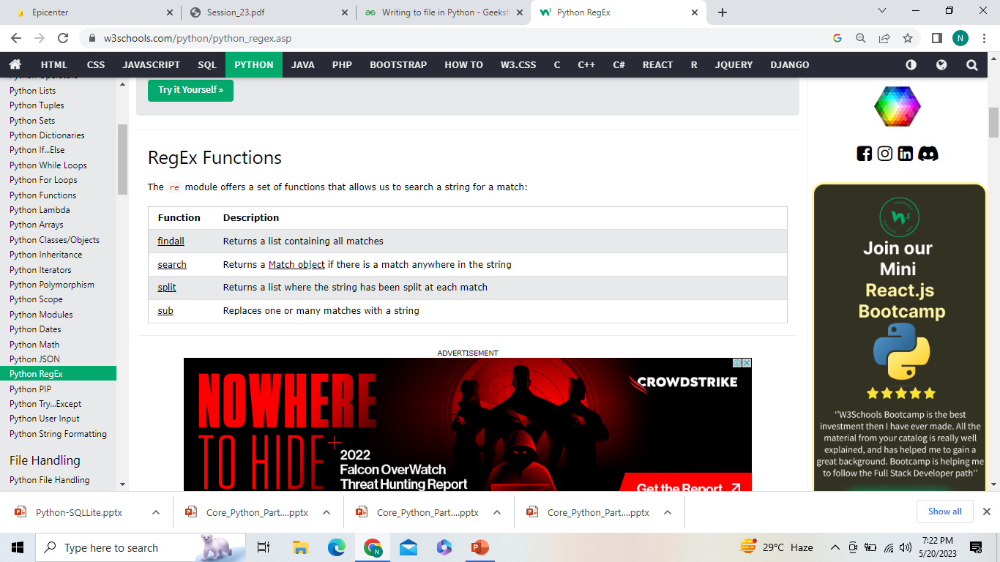 Epicenter
Session_23.pdf
Writing to file in Python - Geeksf
Python RegEx
w3schools.com/python/python_regex.asp
N
HTML
CSS
JAVASCRIPT
SQL
PYTHON
JAVA
PHP
BOOTSTRAP
HOW TO
W3.CSS
C
C++
C#
REACT
R
JQUERY
DJANGO
Python Operators
Python Lists
Python Tuples
Python Sets
Python Dictionaries
Python If...Else
Python While Loops
Python For Loops
Python Functions
Python Lambda
Python Arrays
Python Classes/Objects
Python Inheritance
Python Iterators
Python Polymorphism
Python Scope
Python Modules
Python Dates
Python Math
Python JSON
Python RegEx
Python PIP
Python Try...Except
Python User Input
Python String Formatting
File Handling
Python File Handling
Try it Yourself »
RegEx Functions
The re module offers a set of functions that allows us to search a string for a match:
Function Description
findall Returns a list containing all matches
search Returns a Match object if there is a match anywhere in the string
split Returns a list where the string has been split at each match
sub Replaces one or many matches with a string
ADVERTISEMENT
NOWHERE
TO HIDE
2022
Falcon OverWatch
Threat Hunting Report
CROWDSTRIKE
Get the Report
Join our
Mini
React.js
Bootcamp
‘’W3Schools Bootcamp is the best
investment then I have ever made. All the
material from your catalog is really well
explained, and has helped me to gain a
great background. Bootcamp is helping me
to follow the Full Stack Developer path’’
Python-SQLLite.pptx
Core_Python_Part....pptx
Core_Python_Part....pptx
Core_Python_Part....pptx
Show all
Type here to search
N
29°C Haze
7:22 PM
5/20/2023